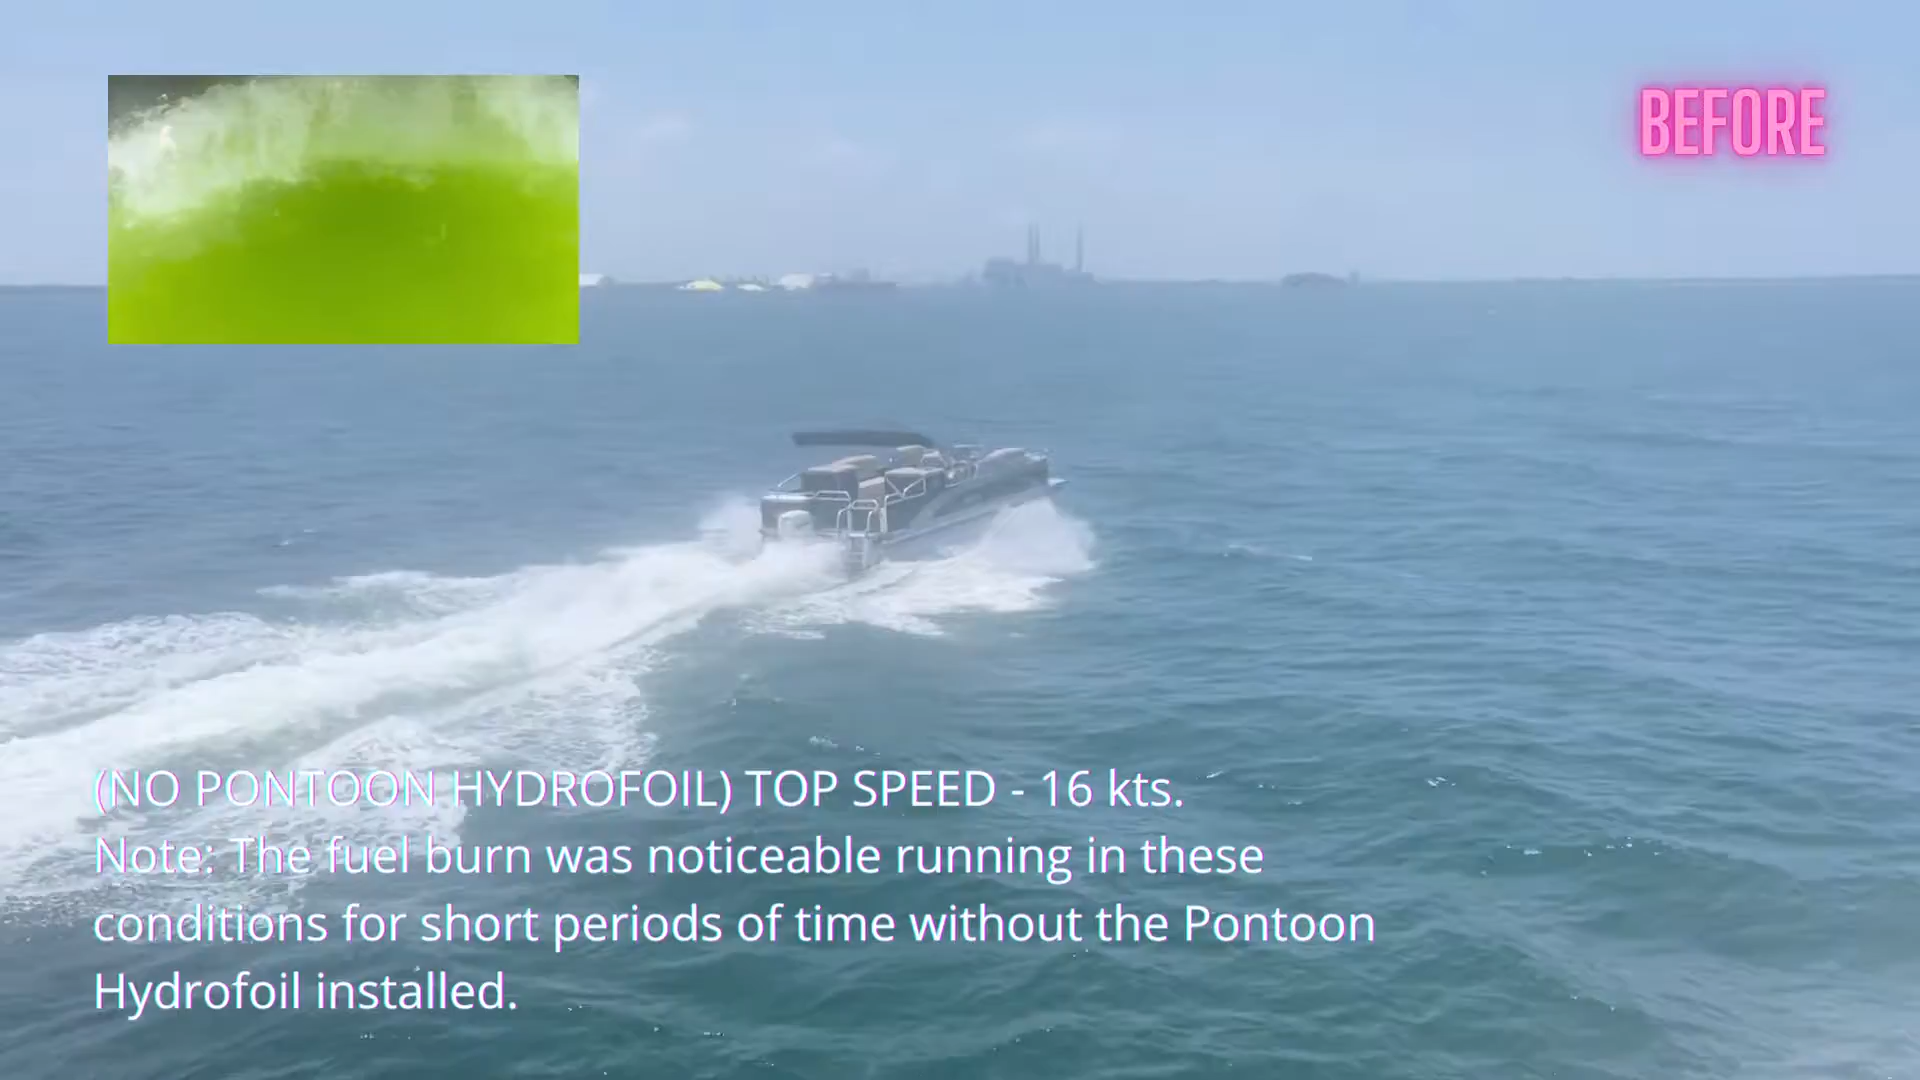 BEFORE
(NO PONTOON HYDROFOIL) TOP SPEED - 16 kts.
Note: The fuel burn was noticeable running in these
conditions for short periods of time without the Pontoon
Hydrofoil installed.